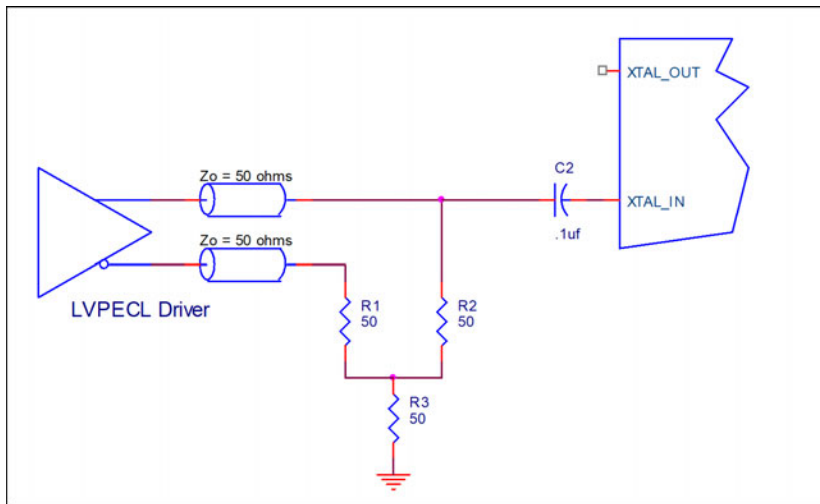 XTAL_OUT
Zo = 50 ohms
C2
XTAL_IN
.1uf
Zo = 50 ohms
LVPECL Driver
R1
50
R2
50
R3
50